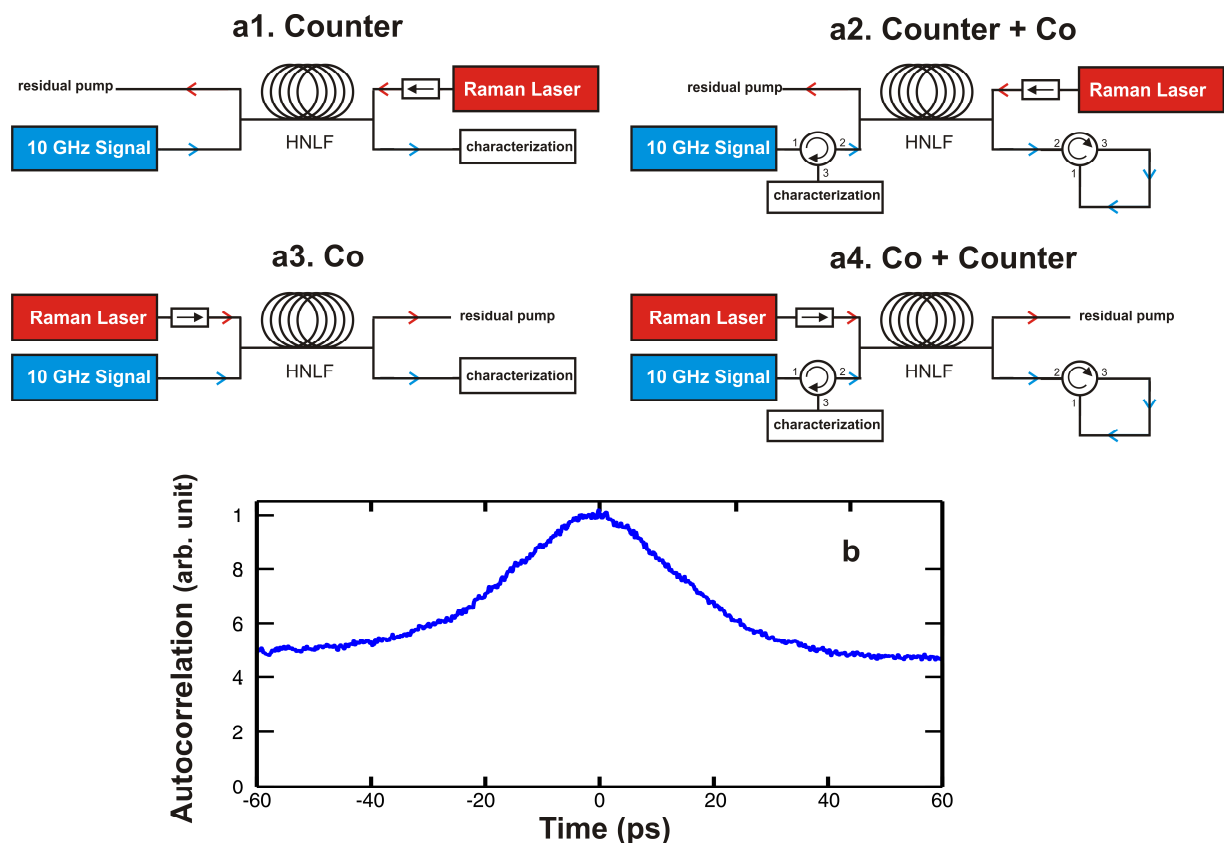 a1. Counter
residual pump
Raman Laser
10 GHz Signal
HNLF
characterization
a2. Counter + Co
residual pump
Raman Laser
10 GHz Signal
1
2
3
HNLF
2
3
1
characterization
a3. Co
Raman Laser
residual pump
10 GHz Signal
HNLF
characterization
a4. Co + Counter
Raman Laser
residual pump
10 GHz Signal
1
2
3
HNLF
2
3
1
characterization
Autocorrelation (arb. unit)
1
8
6
4
2
0
b
-60
-40
-20
0
20
40
60
Time (ps)